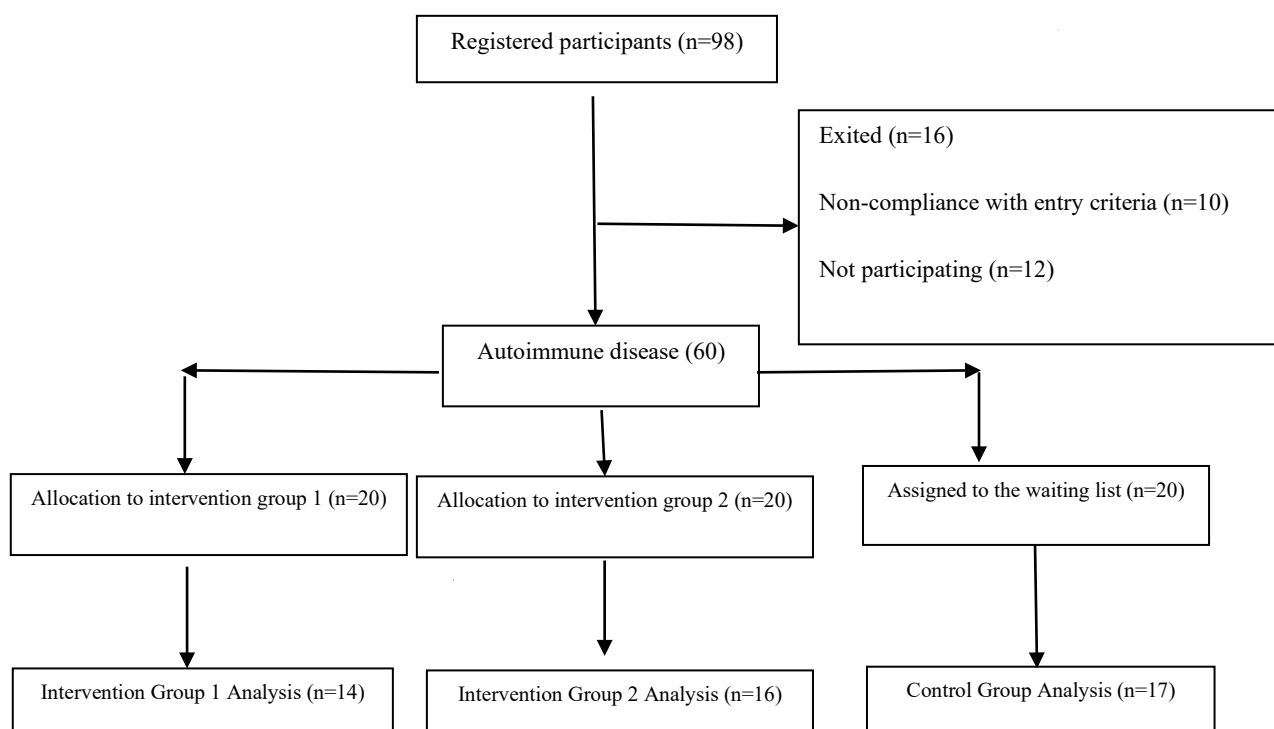 Registered participants (n=98)
Exited (n=16)
Non-compliance with entry criteria (n=10)
Not participating (n=12)
Autoimmune disease (60)
Allocation to intervention group 1 (n=20)
Allocation to intervention group 2 (n=20)
Assigned to the waiting list (n=20)
Intervention Group 1 Analysis (n=14)
Intervention Group 2 Analysis (n=16)
Control Group Analysis (n=17)